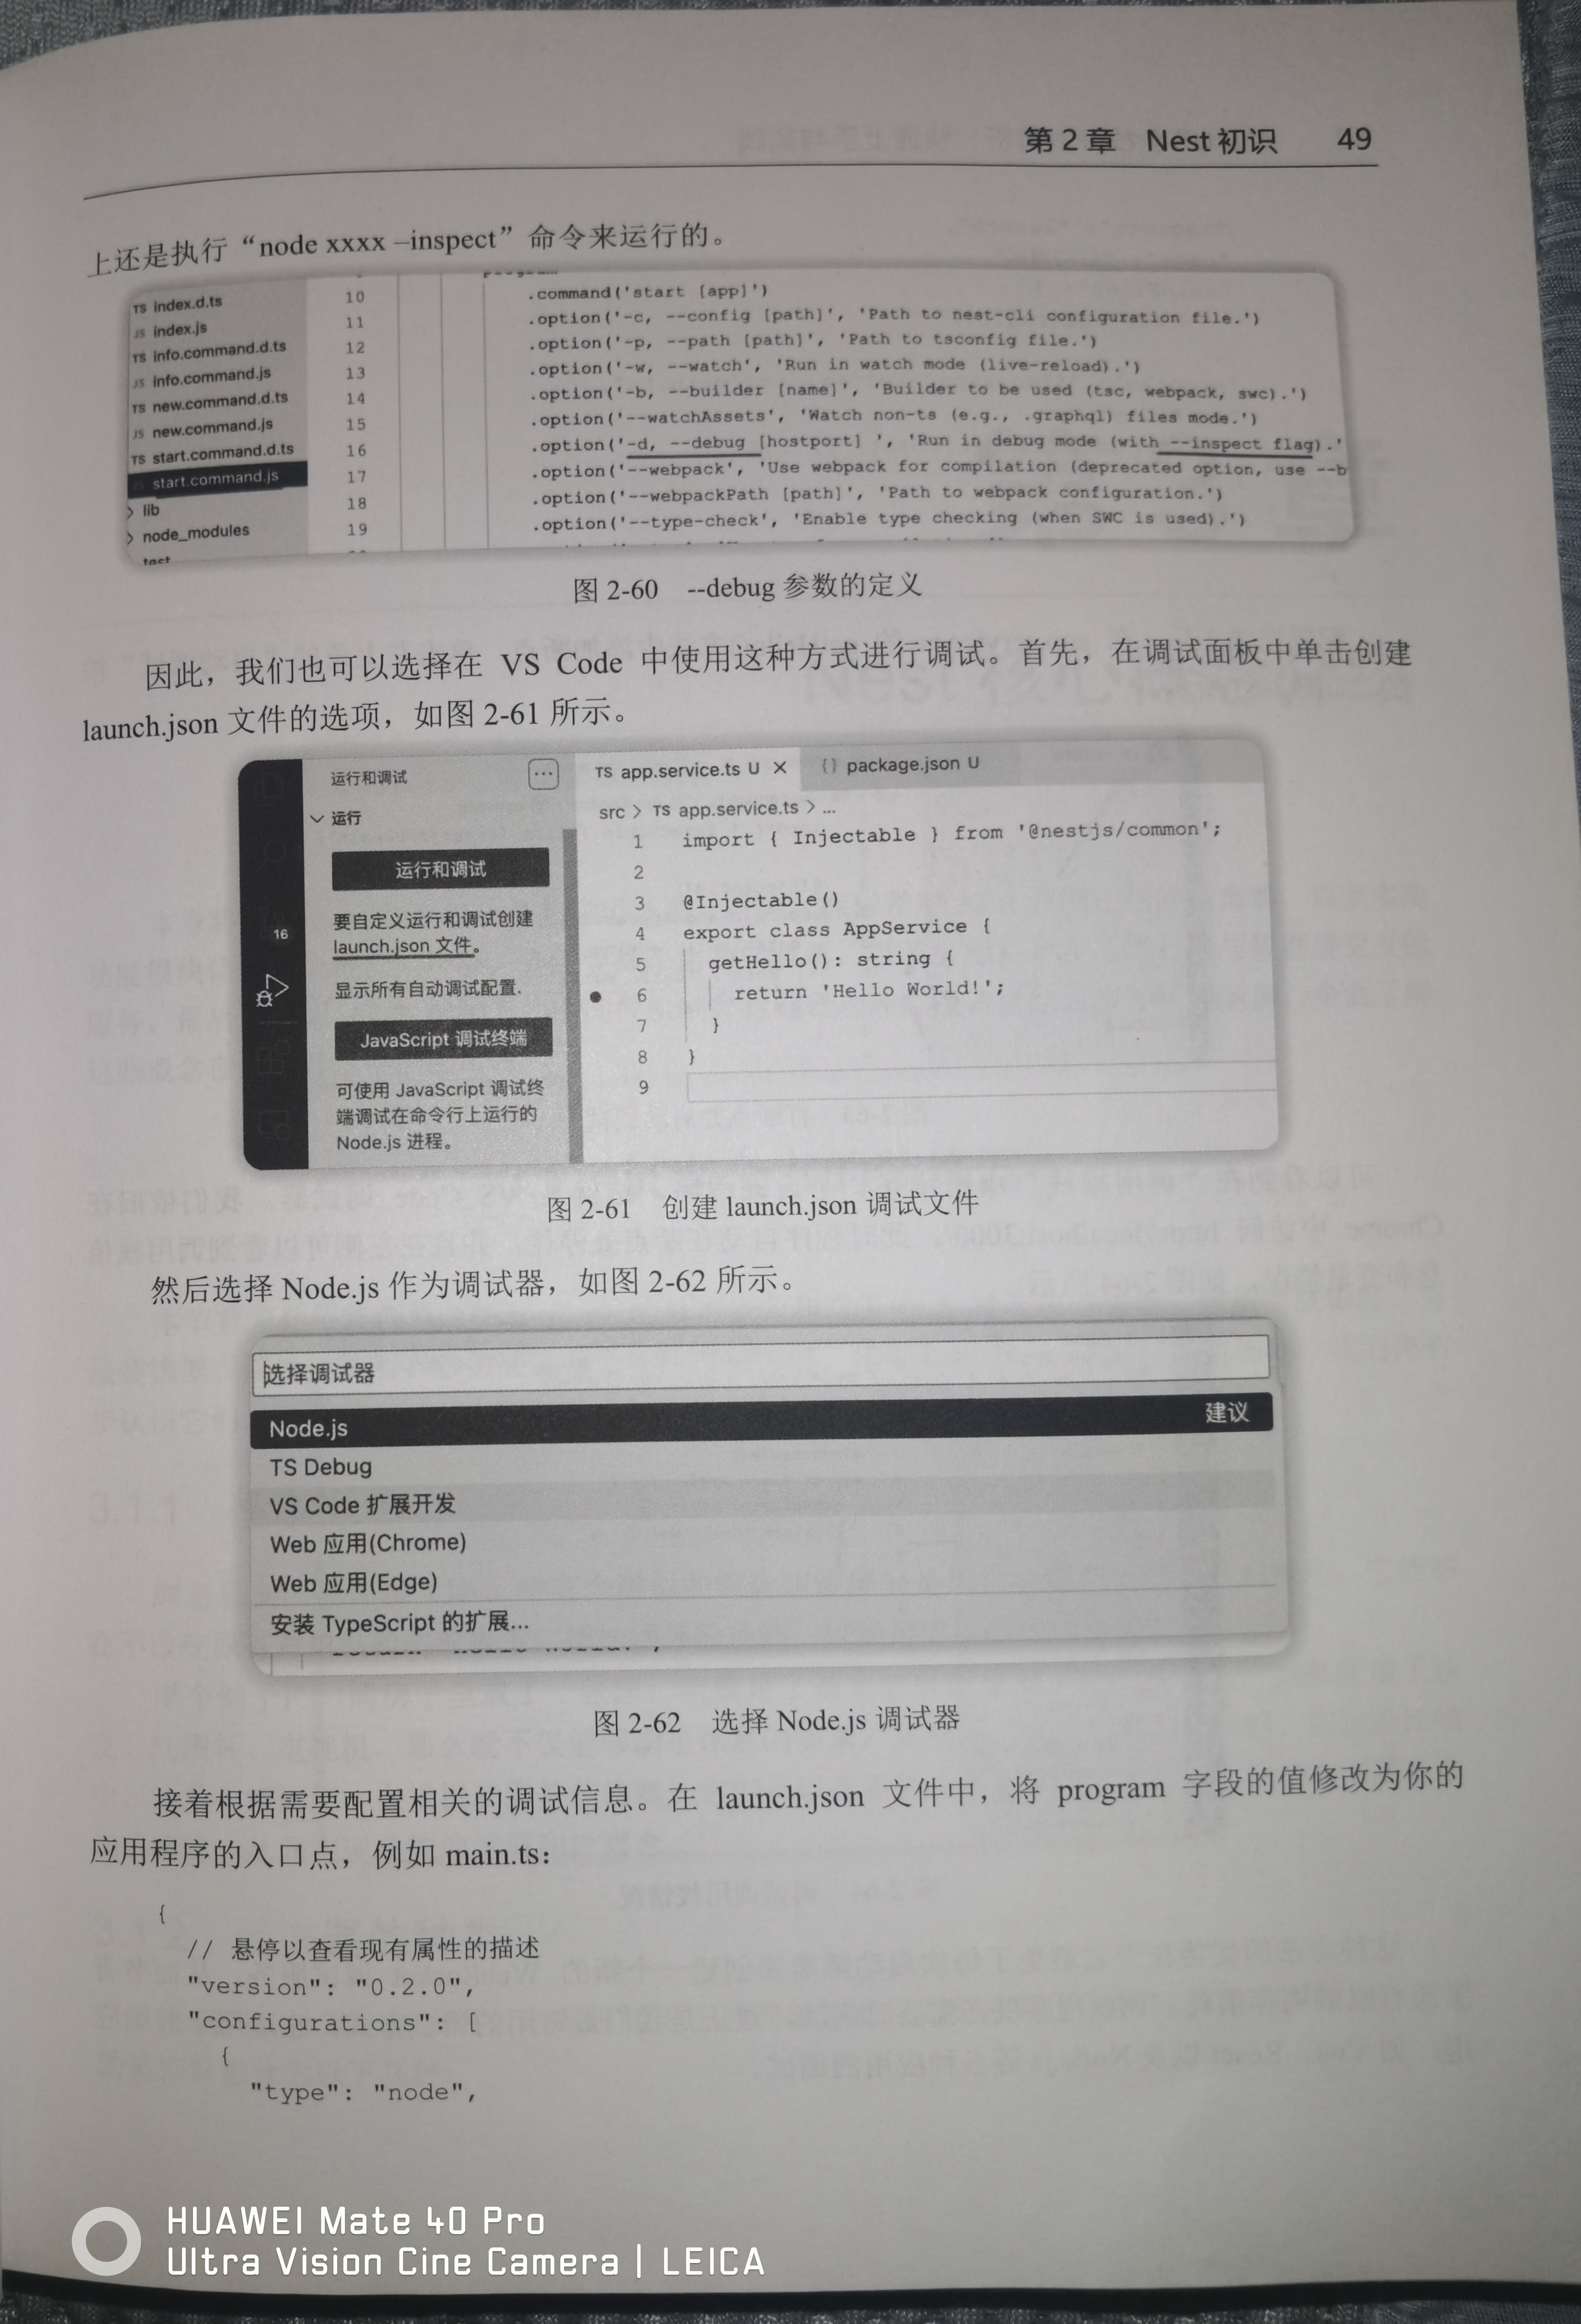 第 2 章 Nest 初识 49
上还是执行“node xxxx –inspect”命令来运行的。
TS index.d.ts
JS index.js
TS info.command.d.ts
JS info.command.js
TS new.command.d.ts
JS new.command.js
TS start.command.d.ts
start.command.js
> lib
> node_modules
10 .command('start [app]')
11 .option('-c, --config [path]', 'Path to nest-cli configuration file.')
12 .option('-p, --path [path]', 'Path to tsconfig file.')
13 .option('-w, --watch', 'Run in watch mode (live-reload).')
14 .option('-b, --builder [name]', 'Builder to be used (tsc, webpack, swc).')
15 .option('--watchAssets', 'Watch non-ts (e.g., .graphql) files mode.')
16 .option('-d, --debug [hostport] ', 'Run in debug mode (with --inspect flag).'
17 .option('--webpack', 'Use webpack for compilation (deprecated option, use --b
18 .option('--webpackPath [path]', 'Path to webpack configuration.')
19 .option('--type-check', 'Enable type checking (when SWC is used).')
图 2-60 --debug 参数的定义
因此，我们也可以选择在 VS Code 中使用这种方式进行调试。首先，在调试面板中单击创建
launch.json 文件的选项，如图 2-61 所示。
运行和调试 ...
运行
运行和调试
要自定义运行和调试创建
launch.json 文件。
显示所有自动调试配置.
JavaScript 调试终端
可使用 JavaScript 调试终
端调试在命令行上运行的
Node.js 进程。
16
TS app.service.ts U × {} package.json U
src > TS app.service.ts > ...
1 import { Injectable } from '@nestjs/common';
2
3 @Injectable()
4 export class AppService {
5 getHello(): string {
6 return 'Hello World!';
7 }
8 }
9
图 2-61 创建 launch.json 调试文件
然后选择 Node.js 作为调试器，如图 2-62 所示。
选择调试器
Node.js 建议
TS Debug
VS Code 扩展开发
Web 应用(Chrome)
Web 应用(Edge)
安装 TypeScript 的扩展...
图 2-62 选择 Node.js 调试器
接着根据需要配置相关的调试信息。在 launch.json 文件中，将 program 字段的值修改为你的
应用程序的入口点，例如 main.ts：
{
// 悬停以查看现有属性的描述
"version": "0.2.0",
"configurations": [
{
"type": "node",
HUAWEI Mate 40 Pro
Ultra Vision Cine Camera | LEICA